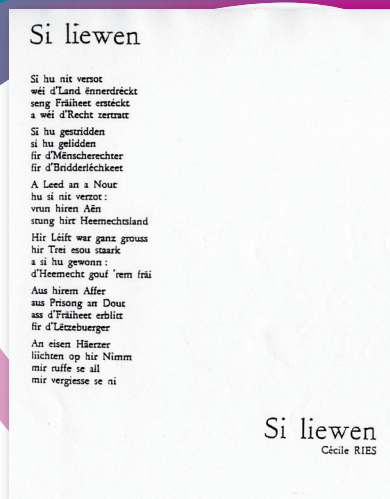 Si liewen
Si hu nit versot
wéi d'Land ënnerdréckt
seng Fräiheet erstéckt
a wéi d'Recht zertratt
Si hu gestridden
si hu gelidden
fir d'Mënscherechter
fir d'Bridderléchkeet
A Leed an a Nout
hu si nit verzot :
vrun hiren Aën
stung hirt Heemechtsland
Hir Léift war ganz grouss
hir Trei esou staark
a si hu gewonn :
d'Heemecht gouf 'rem fräi
Aus hirem Affer
aus Prisong an Dout
ass d'Fräiheet erblitt
fir d'Lëtzebuerger
An eisen Häerzer
liichten op hir Nimm
mir ruffe se all
mir vergiesse se ni
Si liewen
Cécile RIES